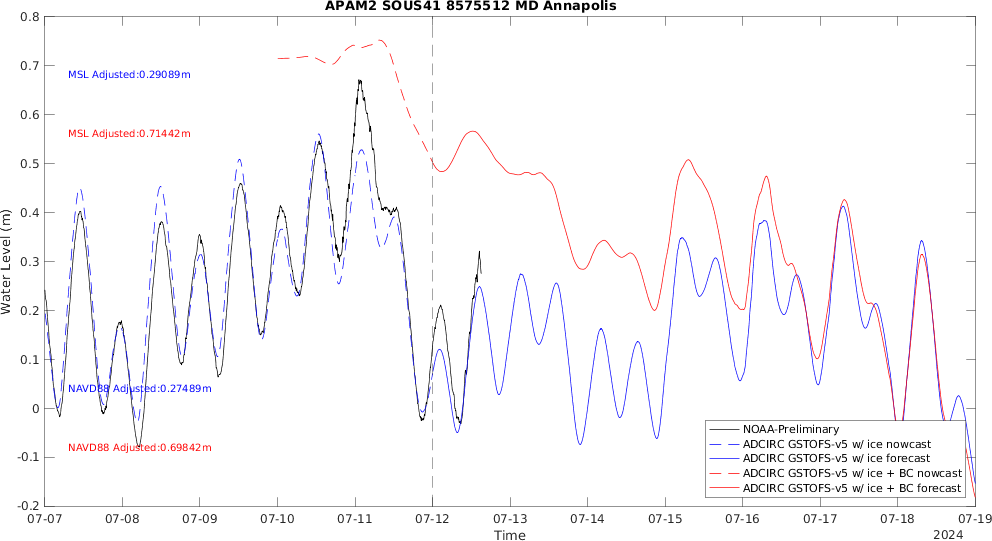 APAM2 SOUS41 8575512 MD Annapolis
0.8
0.7
0.6
0.5
0.4
0.3
0.2
0.1
0
-0.1
-0.2
Water Level (m)
MSL Adjusted:0.29089m
MSL Adjusted:0.71442m
NAVD88 Adjusted:0.27489m
NAVD88 Adjusted:0.69842m
NOAA-Preliminary
ADCIRC GSTOFS-v5 w/ ice nowcast
ADCIRC GSTOFS-v5 w/ ice forecast
ADCIRC GSTOFS-v5 w/ ice + BC nowcast
ADCIRC GSTOFS-v5 w/ ice + BC forecast
07-07 07-08 07-09 07-10 07-11 07-12 07-13 07-14 07-15 07-16 07-17 07-18 07-19
Time
2024